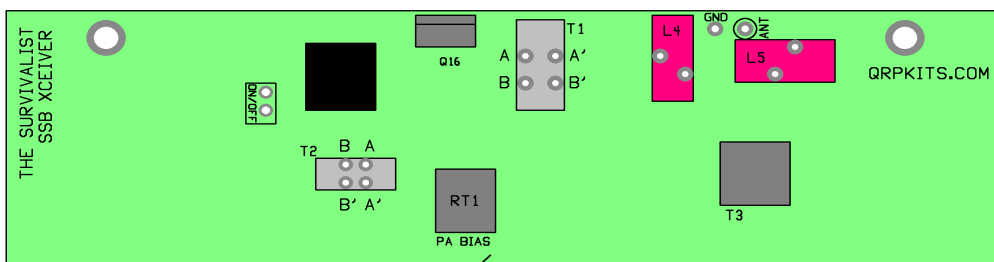 THE SURVIVALIST
SSB XCEIVER
ON/OFF
Q16
T1
A A'
B B'
L4
GND
ANT
L5
QRPKITS.COM
T2
B A
B' A'
RT1
PA BIAS
T3